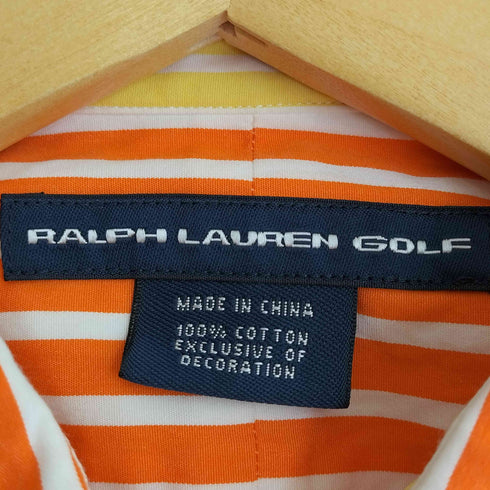 RALPH LAUREN GOLF
MADE IN CHINA
100% COTTON
EXCLUSIVE OF
DECORATION